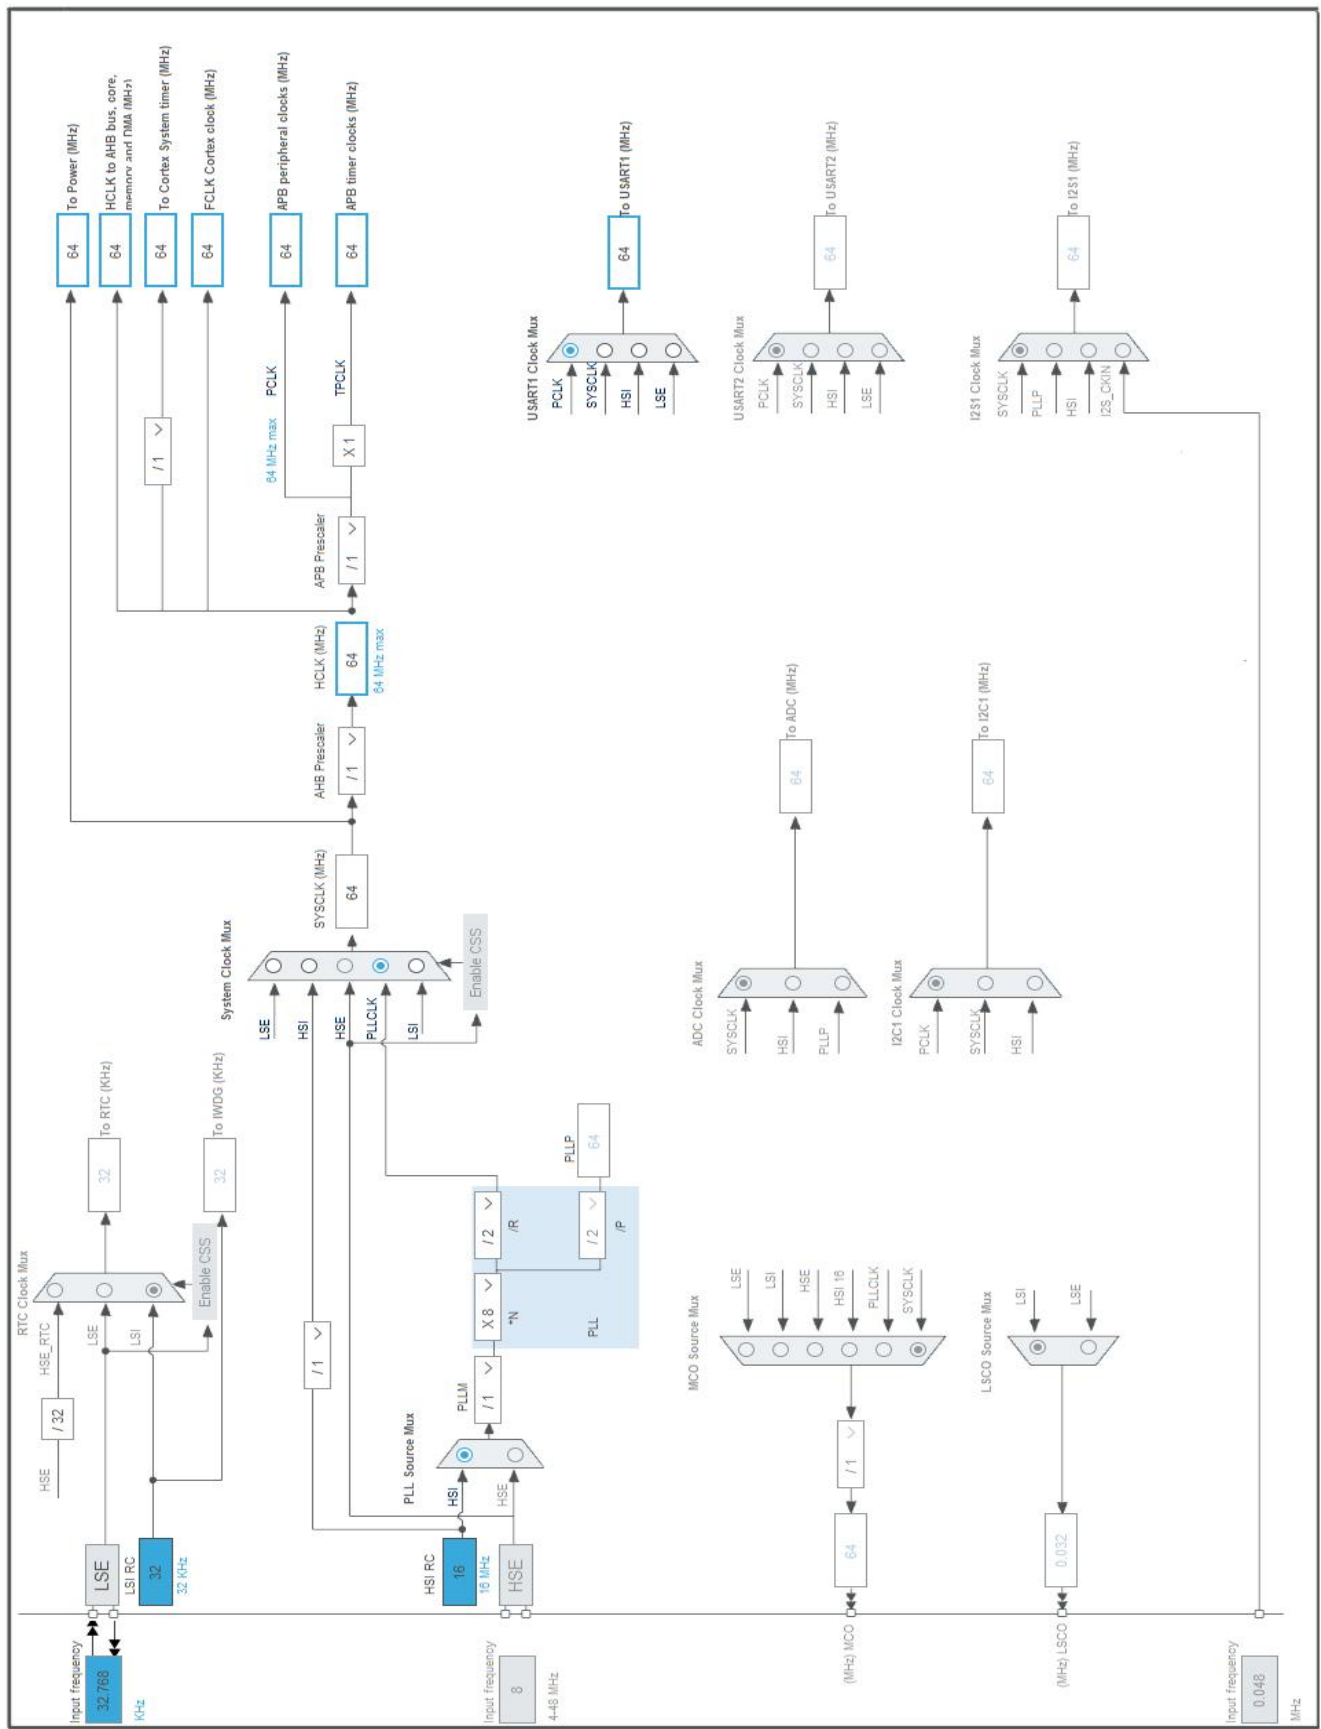 RTC Clock Mux
HSE
/ 32
HSE_RTC
LSE
LSI
32
To RTC (KHz)
Enable CSS
32
To IWDG (KHz)
Input frequency
32.768
KHz
LSE
LSI RC
32
32 KHz
System Clock Mux
LSE
HSI
HSE
PLLCLK
LSI
Enable CSS
/ 1
HSI RC
16
16 MHz
HSE
Input frequency
8
4-48 MHz
PLL Source Mux
HSI
HSE
PLLM
/ 1
X 8
*N
/ 2
/R
/ 2
/P
PLL
PLLP
64
SYSCLK (MHz)
64
AHB Prescaler
/ 1
HCLK (MHz)
64
64 MHz max
APB Prescaler
/ 1
/ 1
64 MHz max
PCLK
X 1
TPCLK
64
To Power (MHz)
64
HCLK to AHB bus, core,
memory and DMA (MHz)
64
To Cortex System timer (MHz)
64
FCLK Cortex clock (MHz)
64
APB peripheral clocks (MHz)
64
APB timer clocks (MHz)
USART1 Clock Mux
PCLK
SYSCLK
HSI
LSE
64
To USART1 (MHz)
USART2 Clock Mux
PCLK
SYSCLK
HSI
LSE
64
To USART2 (MHz)
I2S1 Clock Mux
SYSCLK
PLLP
HSI
I2S_CKIN
64
To I2S1 (MHz)
ADC Clock Mux
SYSCLK
HSI
PLLP
64
To ADC (MHz)
I2C1 Clock Mux
PCLK
SYSCLK
HSI
64
To I2C1 (MHz)
MCO Source Mux
LSE
LSI
HSE
HSI 16
PLLCLK
SYSCLK
/ 1
64
(MHz) MCO
LSCO Source Mux
LSI
LSE
0.032
(MHz) LSCO
Input frequency
0.048
MHz